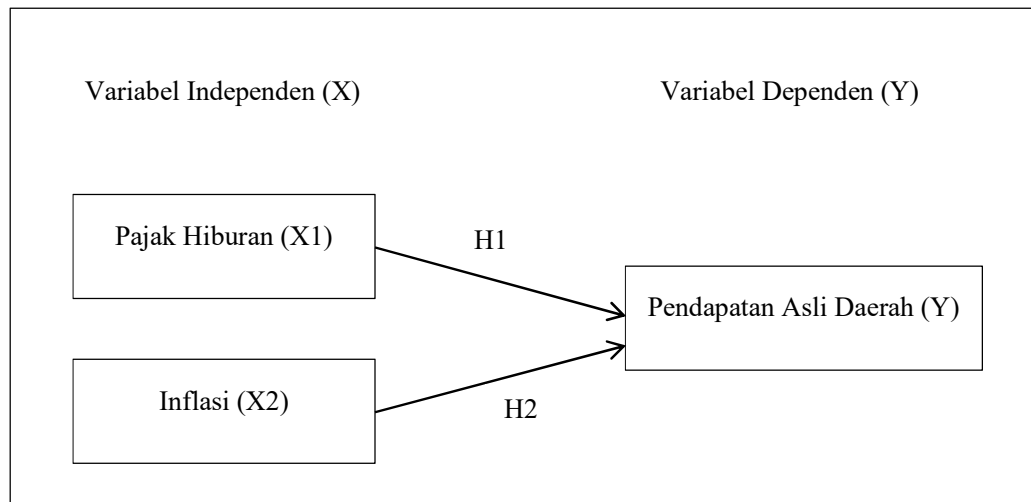 Variabel Independen (X)
Variabel Dependen (Y)
Pajak Hiburan (X1)
H1
Pendapatan Asli Daerah (Y)
Inflasi (X2)
H2